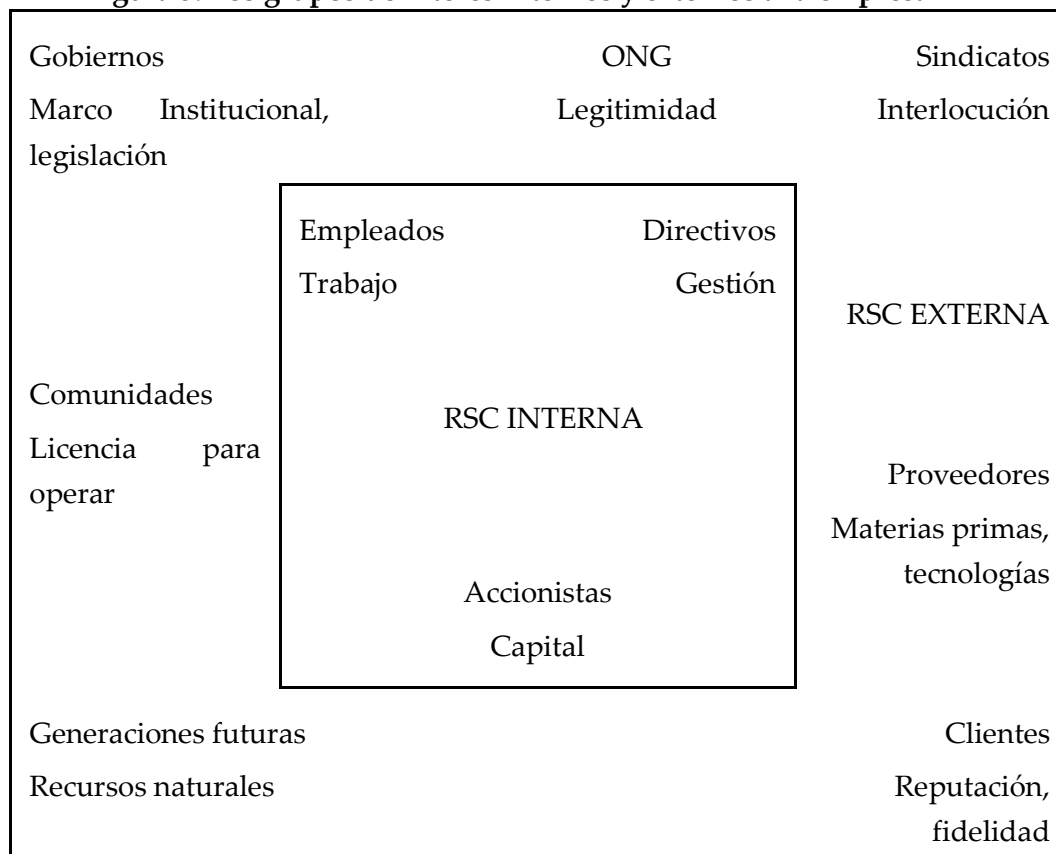 Gobiernos ONG Sindicatos
Marco Institucional, Legitimidad Interlocución
legislación
Empleados Directivos
Trabajo Gestión
RSC EXTERNA
Comunidades
RSC INTERNA
Licencia para
operar
Proveedores
Materias primas,
tecnologías
Accionistas
Capital
Generaciones futuras Clientes
Recursos naturales Reputación,
fidelidad